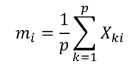 $m_i = \frac{1}{p} \sum_{k=1}^{p} X_{ki}$